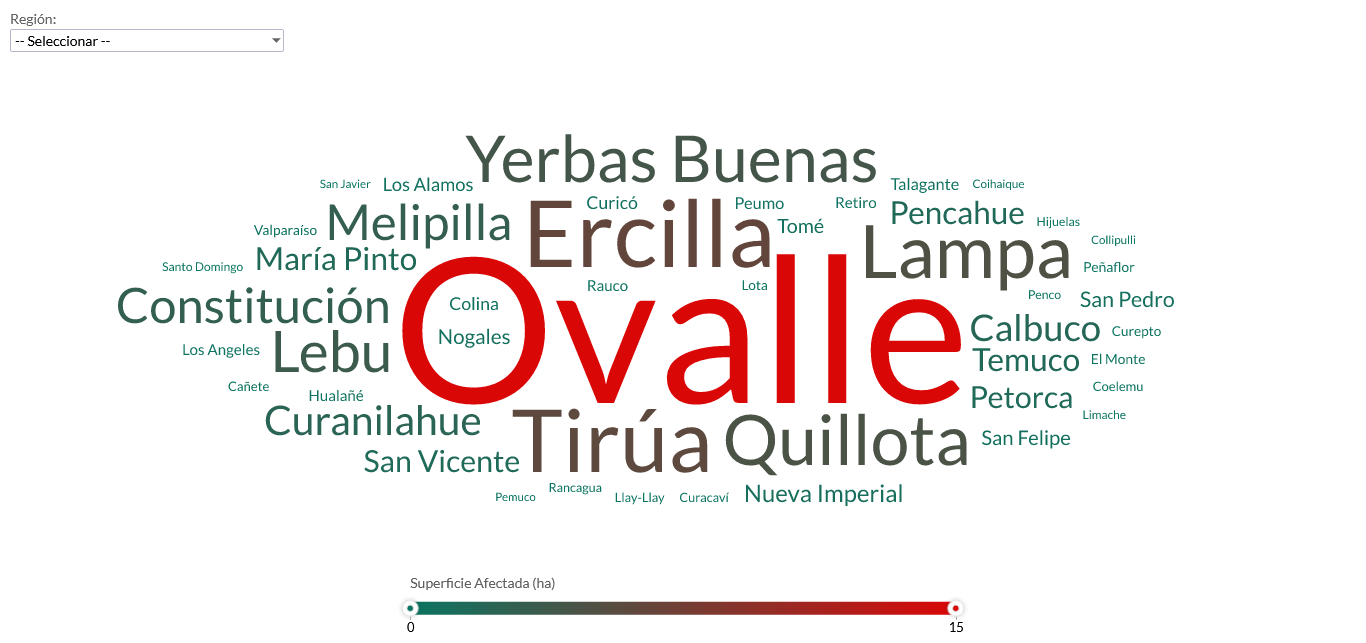 Región:
-- Seleccionar --
Yerbas Buenas
San Javier
Los Alamos
Talagante
Coihaique
Curicó
Peumo
Retiro
Valparaíso
Melipilla
Ercilla
Tomé
Pencahue
Hijuelas
Lampa
Collipulli
Santo Domingo
María Pinto
Peñaflor
Rauco
Lota
Constitución
Colina
Ovalle
Penco
San Pedro
Nogales
Calbuco
Curepto
Los Angeles
Lebu
Temuco
El Monte
Cañete
Hualañé
Petorca
Coelemu
Curanilahue
Tirúa
Quillota
Limache
San Felipe
San Vicente
Pemuco
Rancagua
Llay-Llay
Curacaví
Nueva Imperial
Superficie Afectada (ha)
0
15